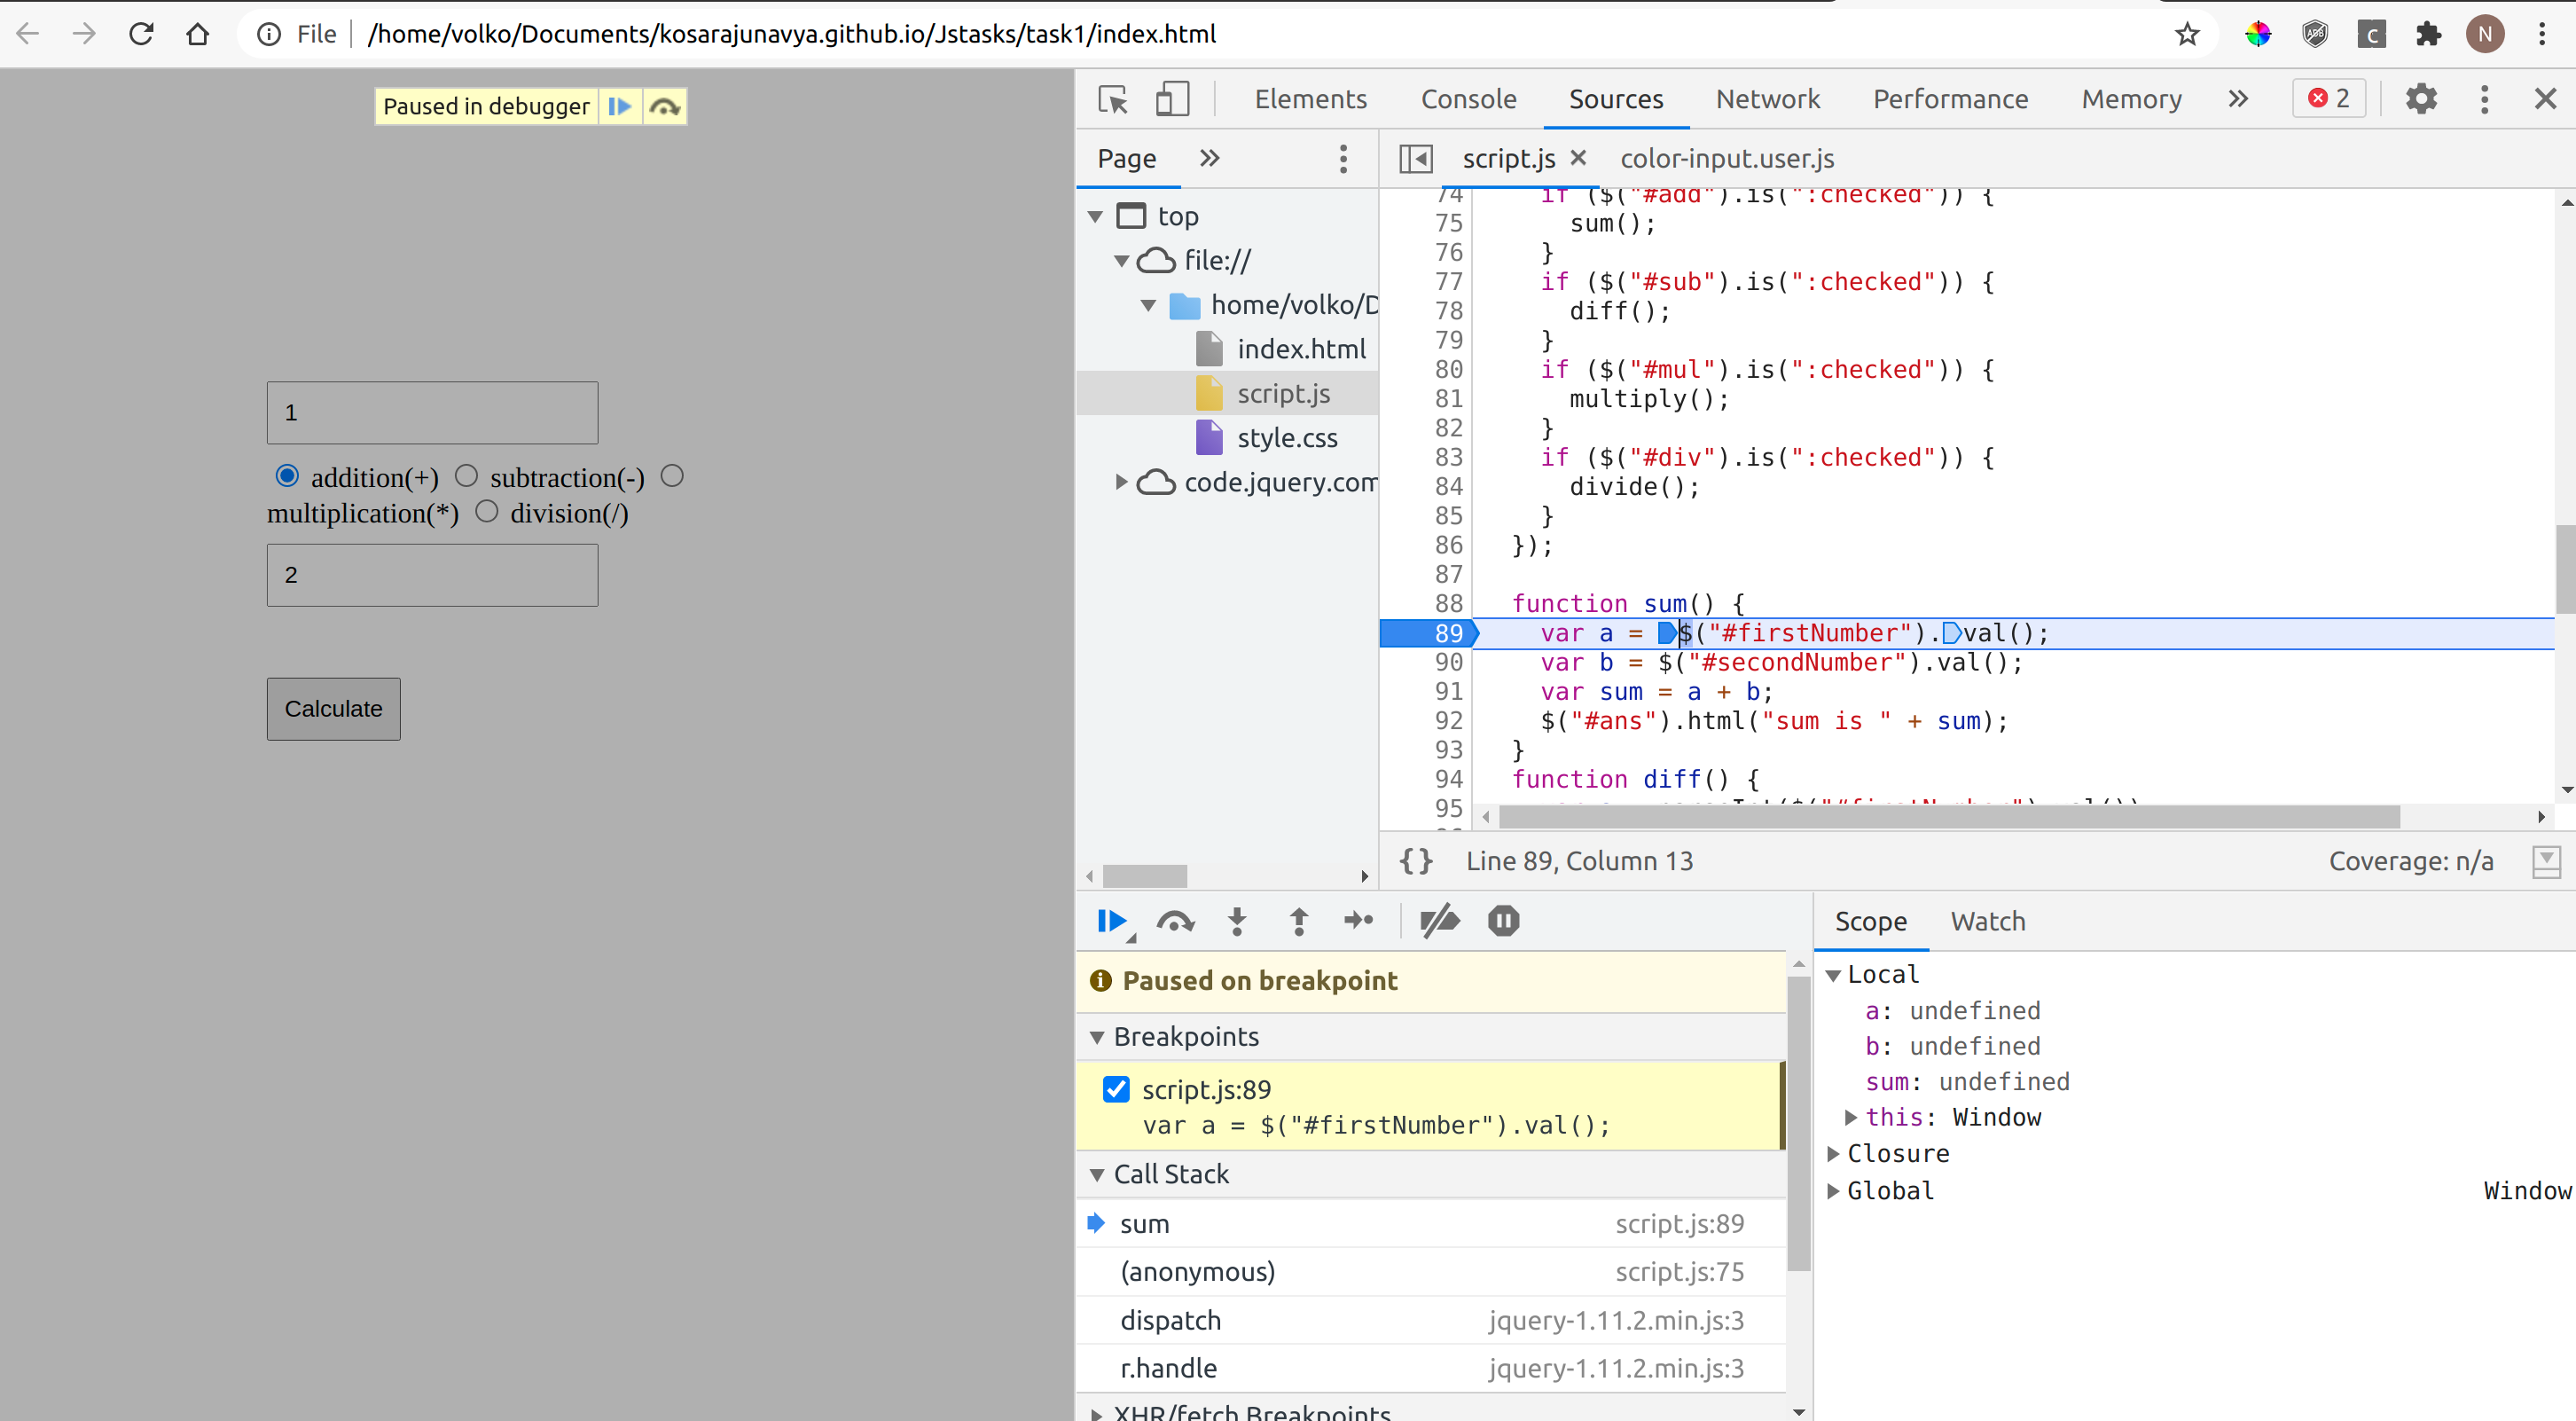 File /home/volko/Documents/kosarajunavya.github.io/Jstasks/task1/index.html
ABP
C
N
Paused in debugger
1
addition(+) subtraction(-)
multiplication(*) division(/)
2
Calculate
Elements Console Sources Network Performance Memory » 2
Page »
script.js × color-input.user.js
top
file://
home/volko/D
index.html
script.js
style.css
code.jquery.com
74 if ($("#add").is(":checked")) {
75 sum();
76 }
77 if ($("#sub").is(":checked")) {
78 diff();
79 }
80 if ($("#mul").is(":checked")) {
81 multiply();
82 }
83 if ($("#div").is(":checked")) {
84 divide();
85 }
86 });
87
88 function sum() {
89 var a = $("#firstNumber").val();
90 var b = $("#secondNumber").val();
91 var sum = a + b;
92 $("#ans").html("sum is " + sum);
93 }
94 function diff() {
95
{} Line 89, Column 13 Coverage: n/a
Paused on breakpoint
Breakpoints
script.js:89
var a = $("#firstNumber").val();
Call Stack
sum script.js:89
(anonymous) script.js:75
dispatch jquery-1.11.2.min.js:3
r.handle jquery-1.11.2.min.js:3
XHR/fetch Breakpoints
Scope Watch
Local
a: undefined
b: undefined
sum: undefined
this: Window
Closure
Global Window